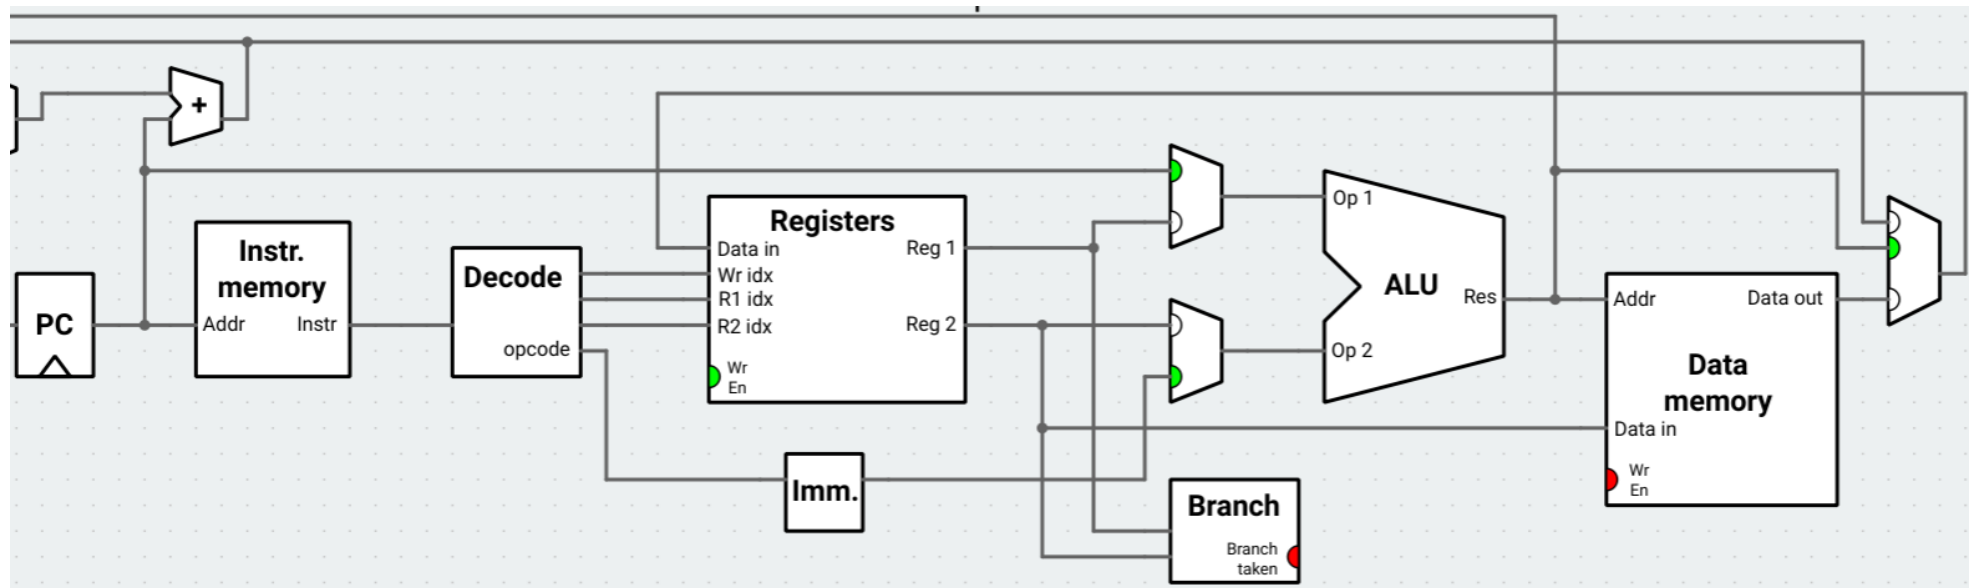 +
PC
Instr.
memory
Addr
Instr
Decode
opcode
Registers
Data in
Wr idx
R1 idx
R2 idx
Wr
En
Reg 1
Reg 2
Imm.
Branch
Branch
taken
Op 1
Op 2
ALU
Res
Addr
Data out
Data
memory
Data in
Wr
En